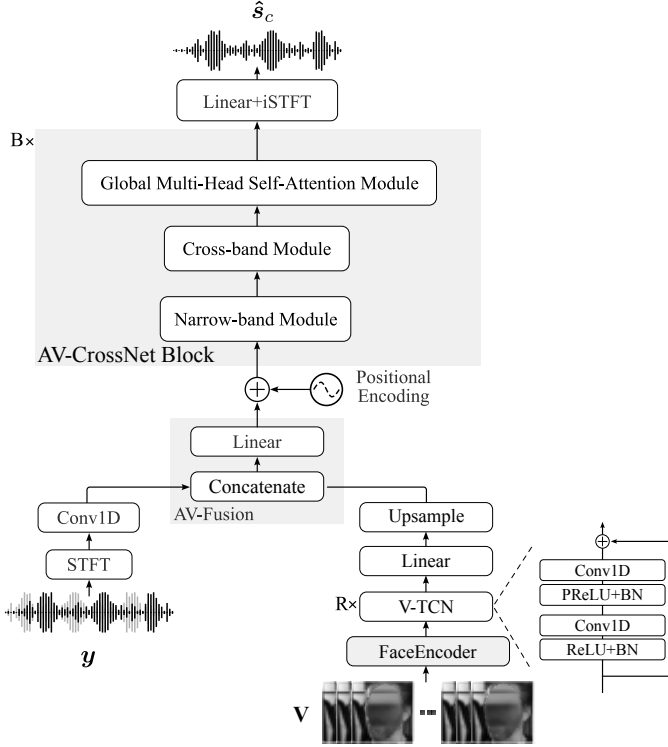 ŝ_c
Linear+iSTFT
B×
Global Multi-Head Self-Attention Module
Cross-band Module
Narrow-band Module
AV-CrossNet Block
Positional
Encoding
Linear
Concatenate
AV-Fusion
Conv1D
STFT
y
Upsample
Linear
R×
V-TCN
FaceEncoder
V
Conv1D
PReLU+BN
Conv1D
ReLU+BN